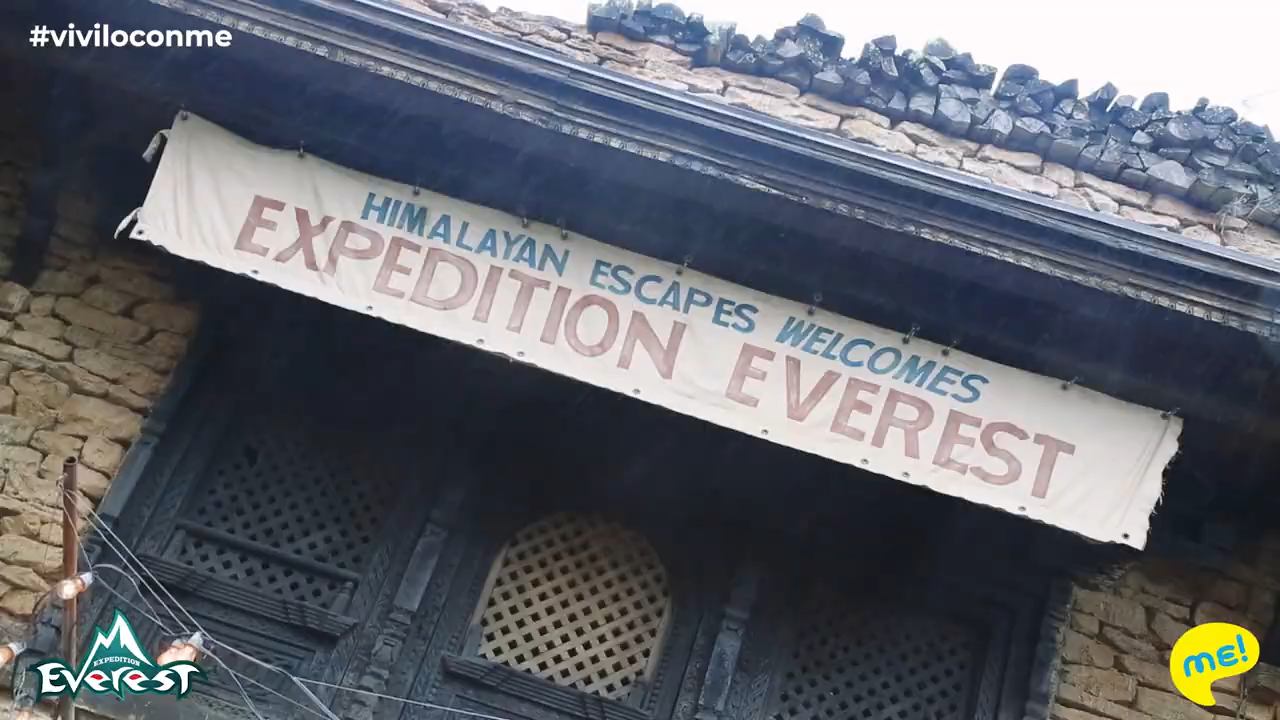 #viviloconme
HIMALAYAN ESCAPES WELCOMES
EXPEDITION EVEREST
EXPEDITION
EVEREST
me!